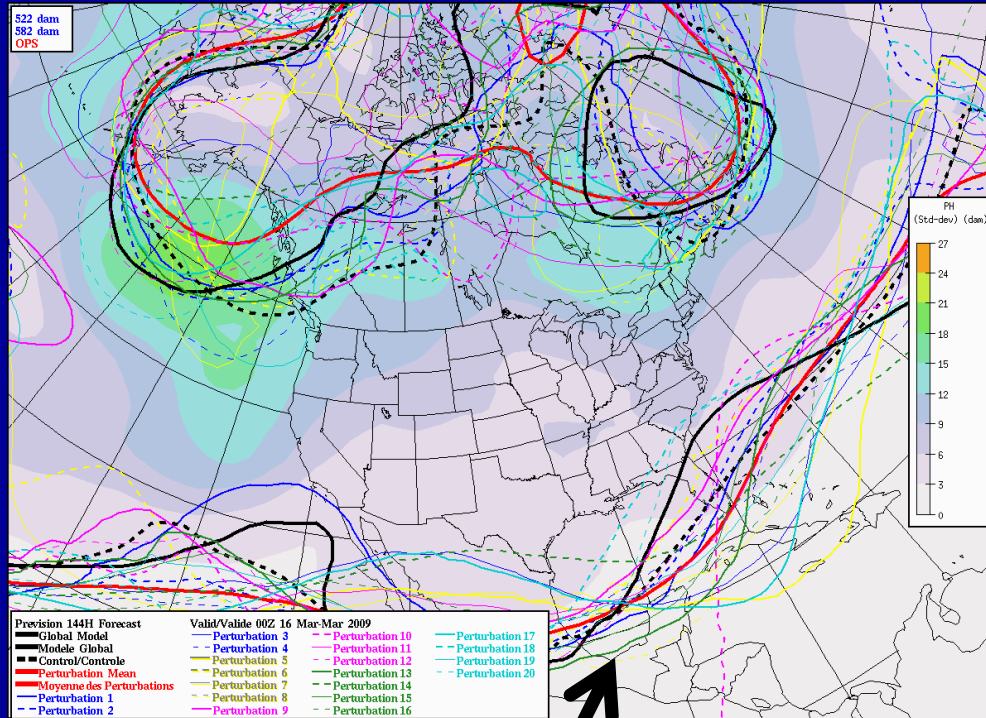 522 dam
582 dam
OPS
PH
(Std-dev) (dam)
27
24
21
18
15
12
9
6
3
0
Prevision 144H Forecast Valid/Valide 00Z 16 Mar-Mar 2009
Global Model
Modele Global
Control/Controle
Perturbation Mean
Moyenne des Perturbations
Perturbation 1
Perturbation 2
Perturbation 3
Perturbation 4
Perturbation 5
Perturbation 6
Perturbation 7
Perturbation 8
Perturbation 9
Perturbation 10
Perturbation 11
Perturbation 12
Perturbation 13
Perturbation 14
Perturbation 15
Perturbation 16
Perturbation 17
Perturbation 18
Perturbation 19
Perturbation 20